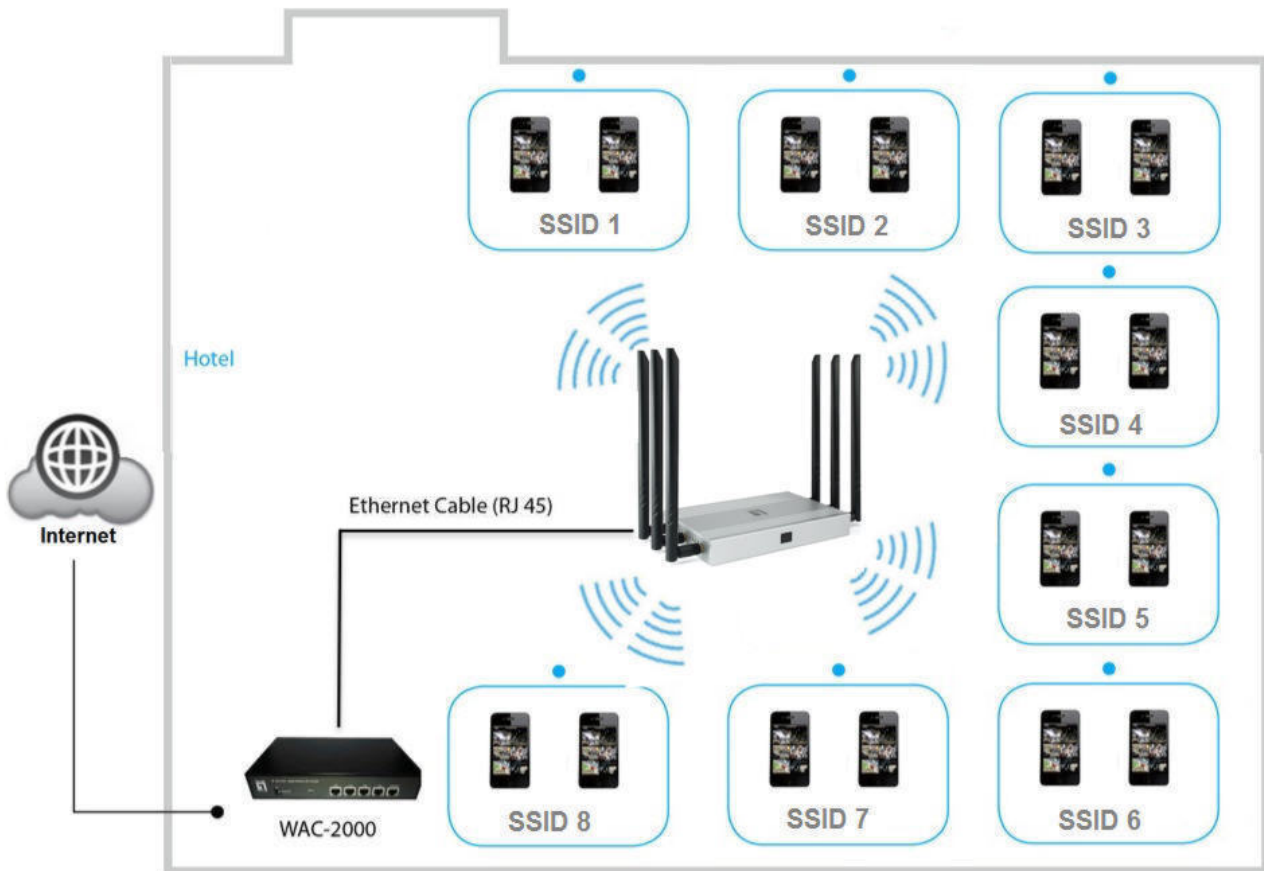 SSID 1
SSID 2
SSID 3
Hotel
SSID 4
Internet
Ethernet Cable (RJ 45)
SSID 5
WAC-2000
SSID 8
SSID 7
SSID 6